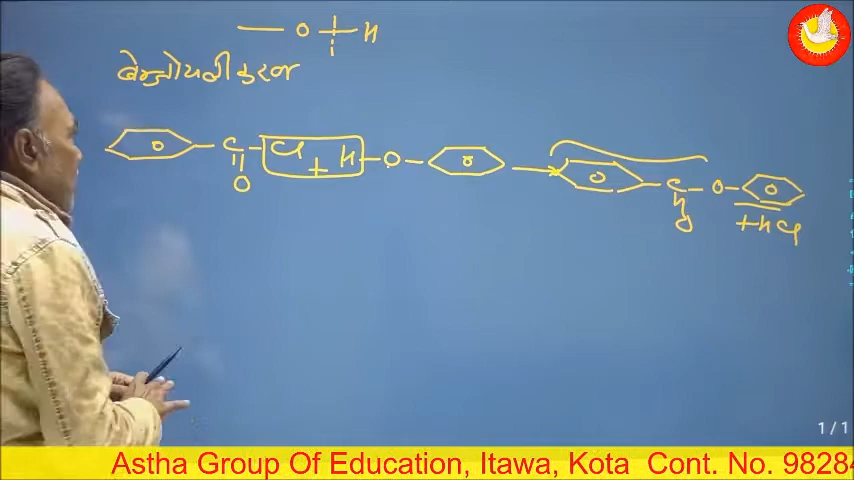 — O + H
बेन्जोयलीकरण
C - Cl + H - O - → C - O -
O O + HCl
1/1
Astha Group Of Education, Itawa, Kota Cont. No. 9828